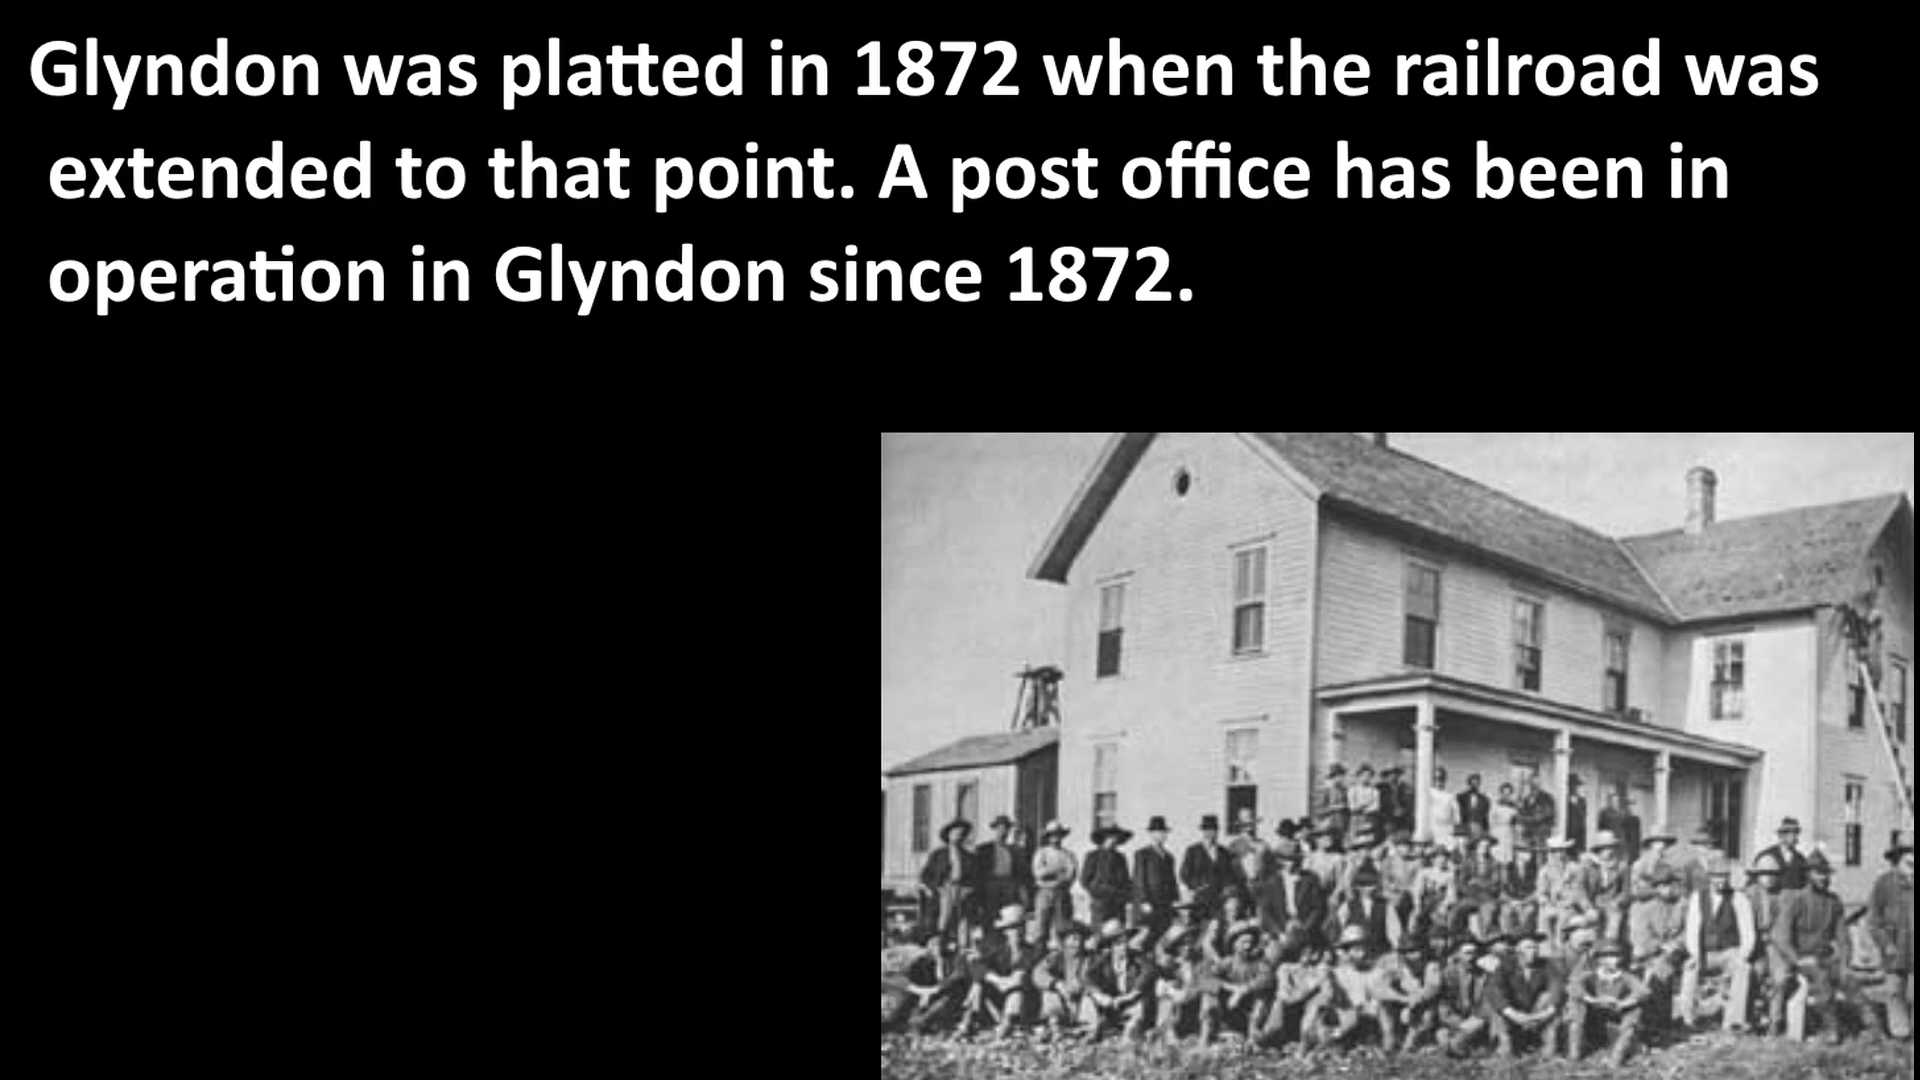 Glyndon was platted in 1872 when the railroad was
extended to that point. A post office has been in
operation in Glyndon since 1872.